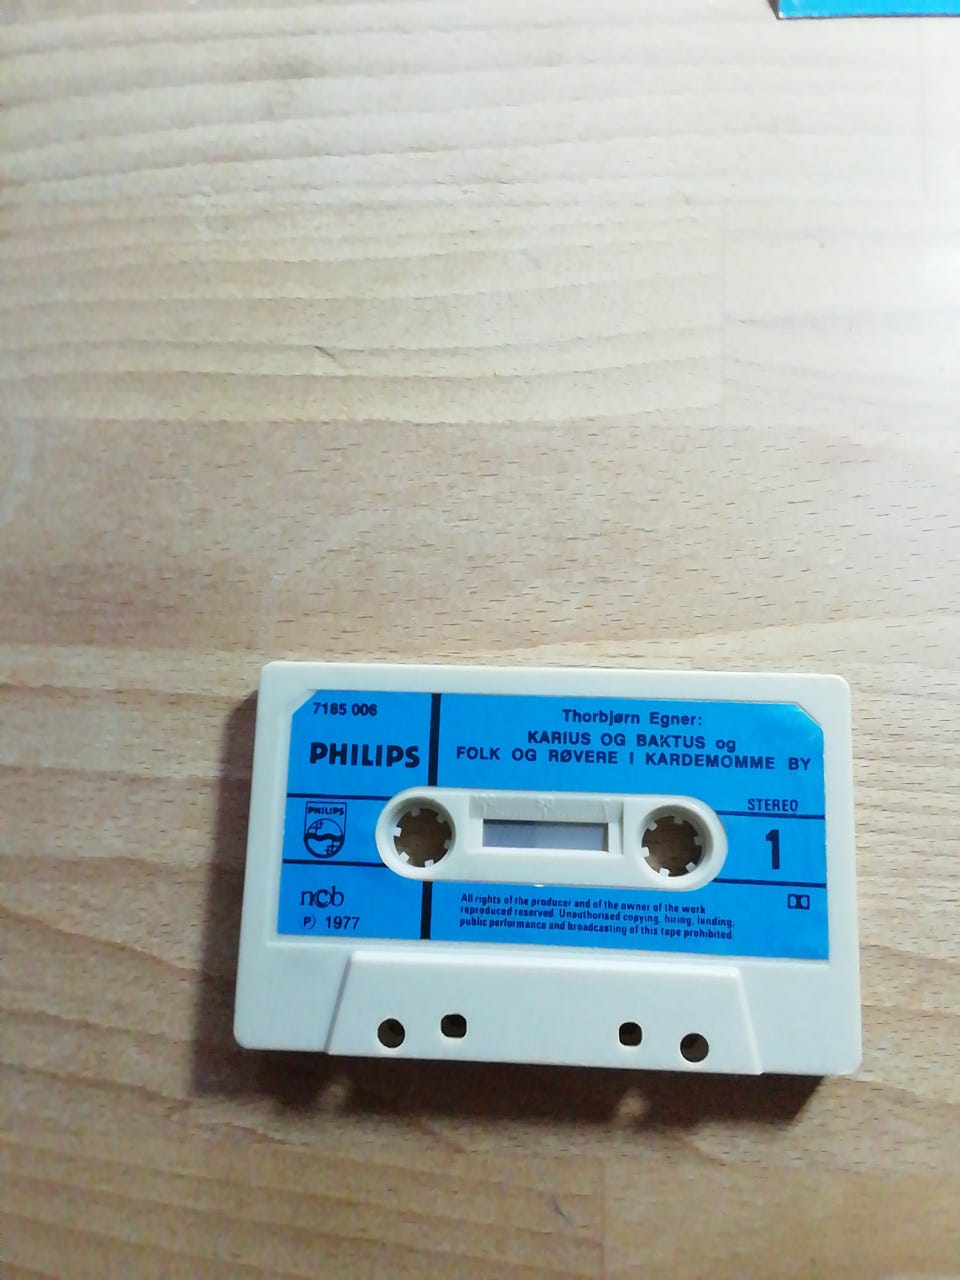 7185 006
PHILIPS
Thorbjørn Egner:
KARIUS OG BAKTUS og
FOLK OG RØVERE I KARDEMOMME BY
PHILIPS
STEREO
1
ncb
Ⓟ 1977
All rights of the producer and of the owner of the work
reproduced reserved. Unauthorised copying, hiring, lending,
public performance and broadcasting of this tape prohibited.